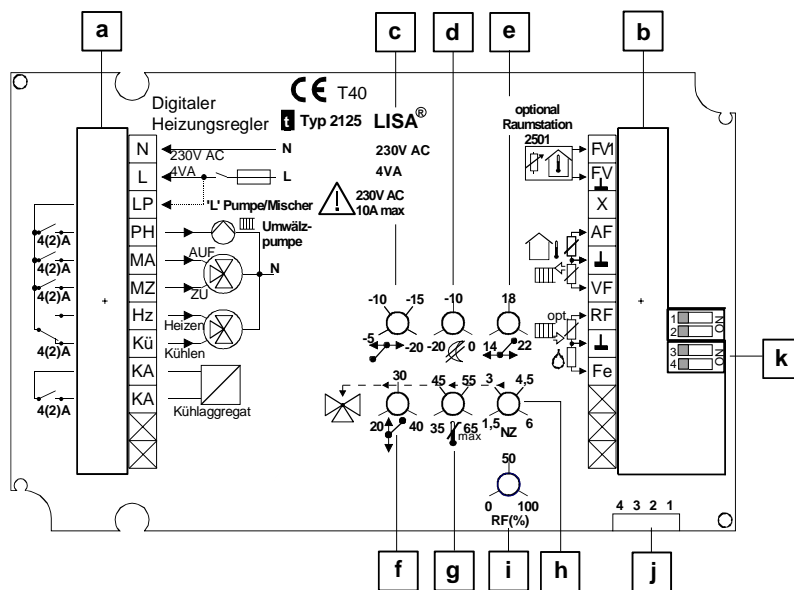 a
c
d
e
b
CE T40
Digitaler
Heizungsregler
t Typ 2125 LISA®
optional
Raumstation
2501
230V AC
4VA
230V AC
10A max
N
230V AC
N
L
4VA
L
LP
'L' Pumpe/Mischer
PH
Umwälz-
pumpe
4(2)A
MA
AUF
4(2)A
N
MZ
ZU
4(2)A
Hz
Heizen
Kü
Kühlen
4(2)A
KA
KA
Kühlaggregat
4(2)A
FV1
FV
X
AF
VF
opt
RF
Fe
1
2
ON
3
4
ON
k
-10 -15
-5 -20
-10
-20 0
18
14 22
30
20 40
45 55
35 65
max
3 4,5
1,5 NZ 6
50
0 100
RF(%)
4 3 2 1
f
g
i
h
j